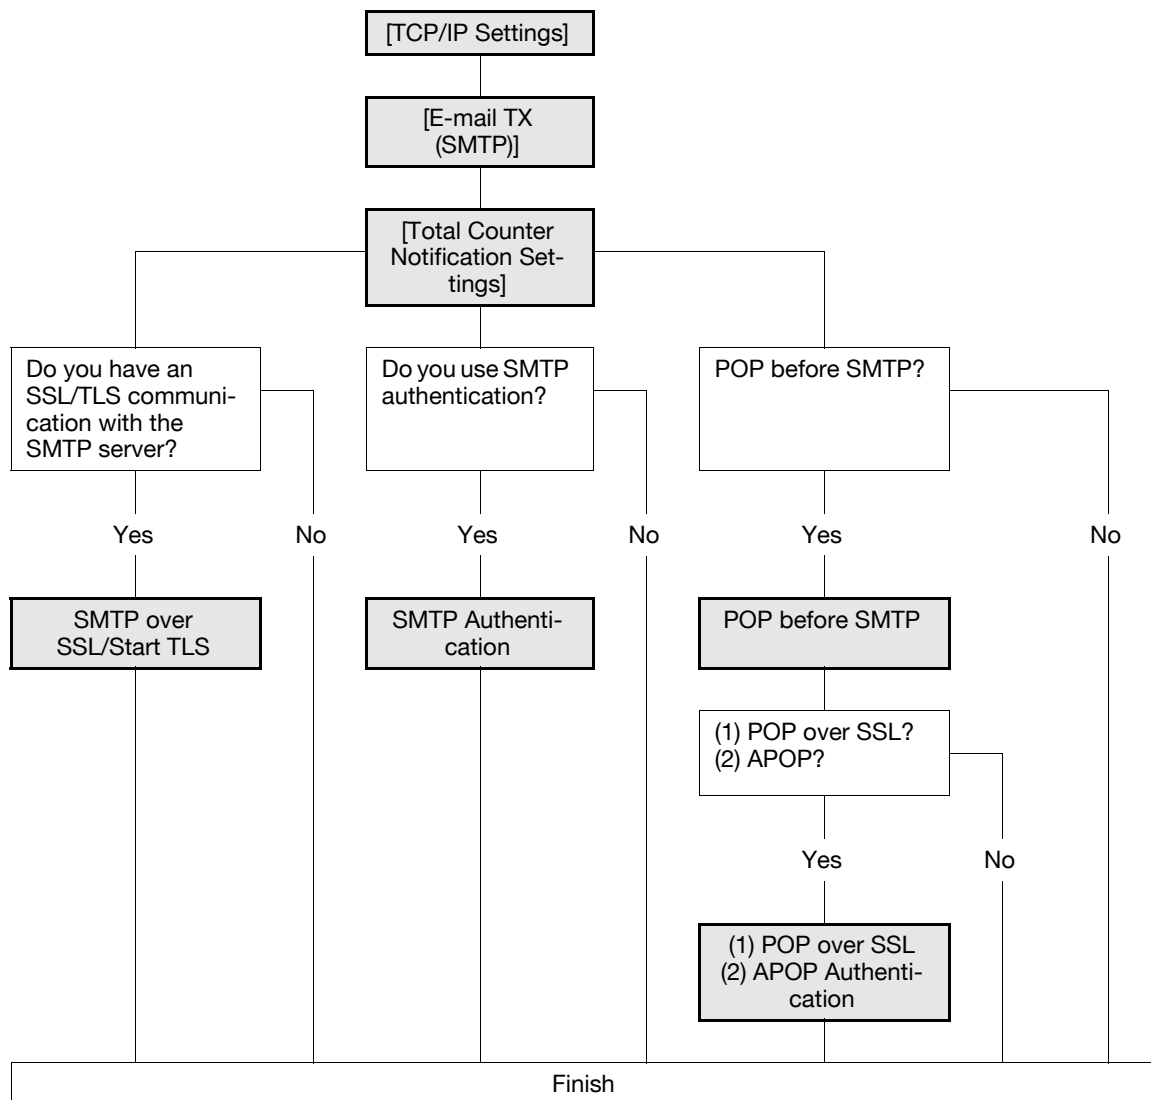 [TCP/IP Settings]
[E-mail TX
(SMTP)]
[Total Counter
Notification Set-
tings]
Do you have an
SSL/TLS communi-
cation with the
SMTP server?
Do you use SMTP
authentication?
POP before SMTP?
Yes
No
Yes
No
Yes
No
SMTP over
SSL/Start TLS
SMTP Authenti-
cation
POP before SMTP
(1) POP over SSL?
(2) APOP?
Yes
No
(1) POP over SSL
(2) APOP Authenti-
cation
Finish